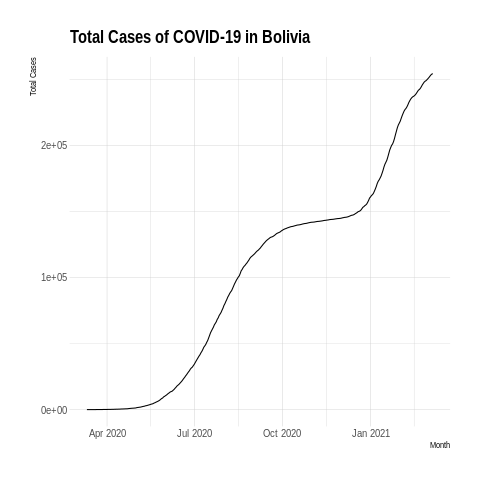 Total Cases of COVID-19 in Bolivia
Total Cases
2e+05
1e+05
0e+00
Apr 2020 Jul 2020 Oct 2020 Jan 2021
Month